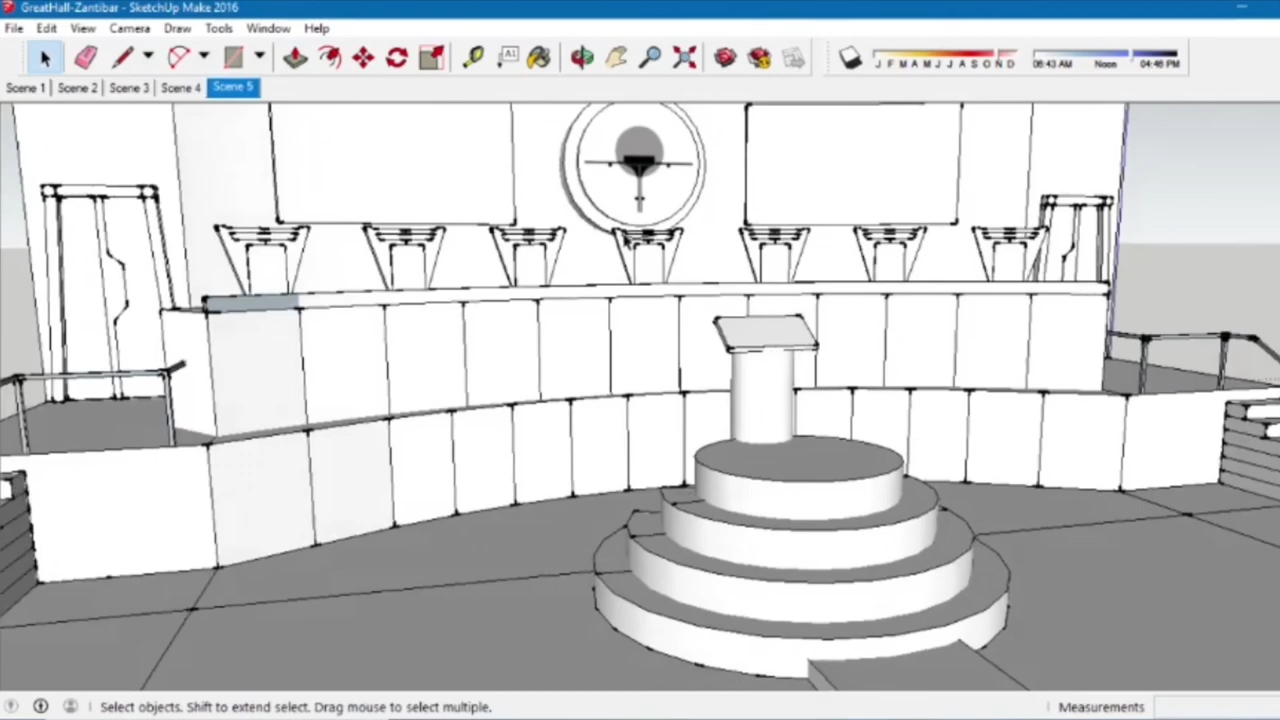 GreatHall-Zantibar - SketchUp Make 2016
File Edit View Camera Draw Tools Window Help
A1
J F M A M J J A S O N D 06:43 AM Noon 04:46 PM
Scene 1 Scene 2 Scene 3 Scene 4 Scene 5
Select objects. Shift to extend select. Drag mouse to select multiple. Measurements